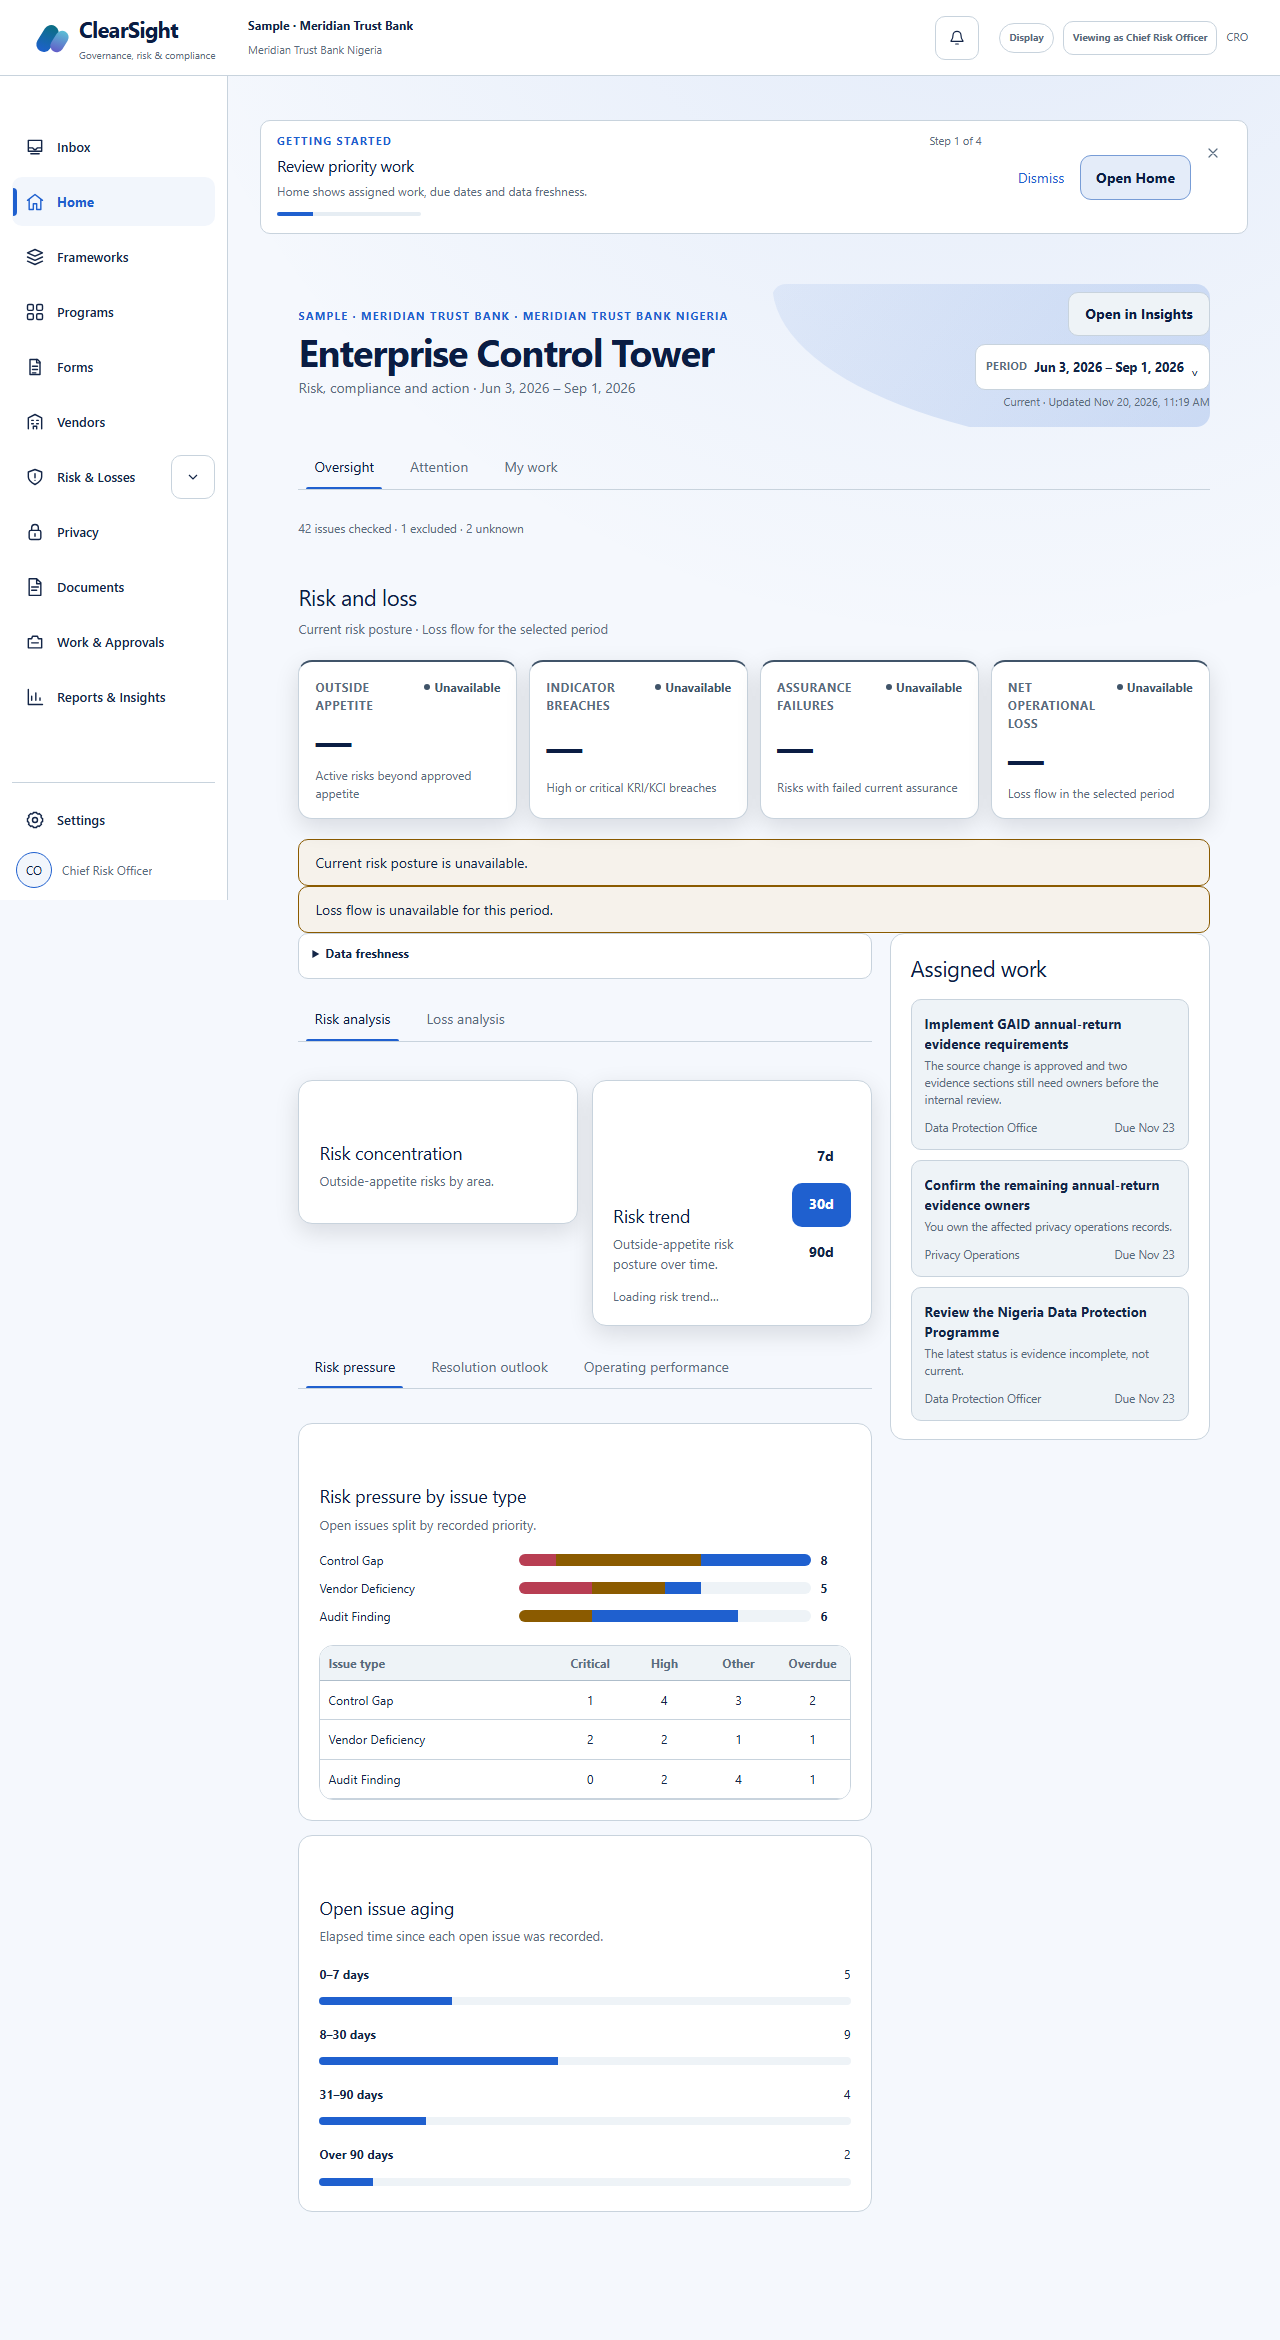 ClearSight
Governance, risk & compliance
Sample · Meridian Trust Bank
Meridian Trust Bank Nigeria
Display
Viewing as Chief Risk Officer
CRO
Inbox
Home
Frameworks
Programs
Forms
Vendors
Risk & Losses
Privacy
Documents
Work & Approvals
Reports & Insights
Settings
CO
Chief Risk Officer
GETTING STARTED
Step 1 of 4
Review priority work
Home shows assigned work, due dates and data freshness.
Dismiss
Open Home
SAMPLE · MERIDIAN TRUST BANK · MERIDIAN TRUST BANK NIGERIA
Enterprise Control Tower
Risk, compliance and action · Jun 3, 2026 – Sep 1, 2026
Open in Insights
PERIOD Jun 3, 2026 – Sep 1, 2026
Current · Updated Nov 20, 2026, 11:19 AM
Oversight
Attention
My work
42 issues checked · 1 excluded · 2 unknown
Risk and loss
Current risk posture · Loss flow for the selected period
OUTSIDE
APPETITE
Unavailable
—
Active risks beyond approved
appetite
INDICATOR
BREACHES
Unavailable
—
High or critical KRI/KCI breaches
ASSURANCE
FAILURES
Unavailable
—
Risks with failed current assurance
NET
OPERATIONAL
LOSS
Unavailable
—
Loss flow in the selected period
Current risk posture is unavailable.
Loss flow is unavailable for this period.
Data freshness
Risk analysis
Loss analysis
Risk concentration
Outside-appetite risks by area.
Risk trend
Outside-appetite risk
posture over time.
7d
30d
90d
Loading risk trend...
Assigned work
Implement GAID annual-return
evidence requirements
The source change is approved and two
evidence sections still need owners before the
internal review.
Data Protection Office
Due Nov 23
Confirm the remaining annual-return
evidence owners
You own the affected privacy operations records.
Privacy Operations
Due Nov 23
Review the Nigeria Data Protection
Programme
The latest status is evidence incomplete, not
current.
Data Protection Officer
Due Nov 23
Risk pressure
Resolution outlook
Operating performance
Risk pressure by issue type
Open issues split by recorded priority.
Control Gap 8
Vendor Deficiency 5
Audit Finding 6
Issue type Critical High Other Overdue
Control Gap 1 4 3 2
Vendor Deficiency 2 2 1 1
Audit Finding 0 2 4 1
Open issue aging
Elapsed time since each open issue was recorded.
0–7 days 5
8–30 days 9
31–90 days 4
Over 90 days 2